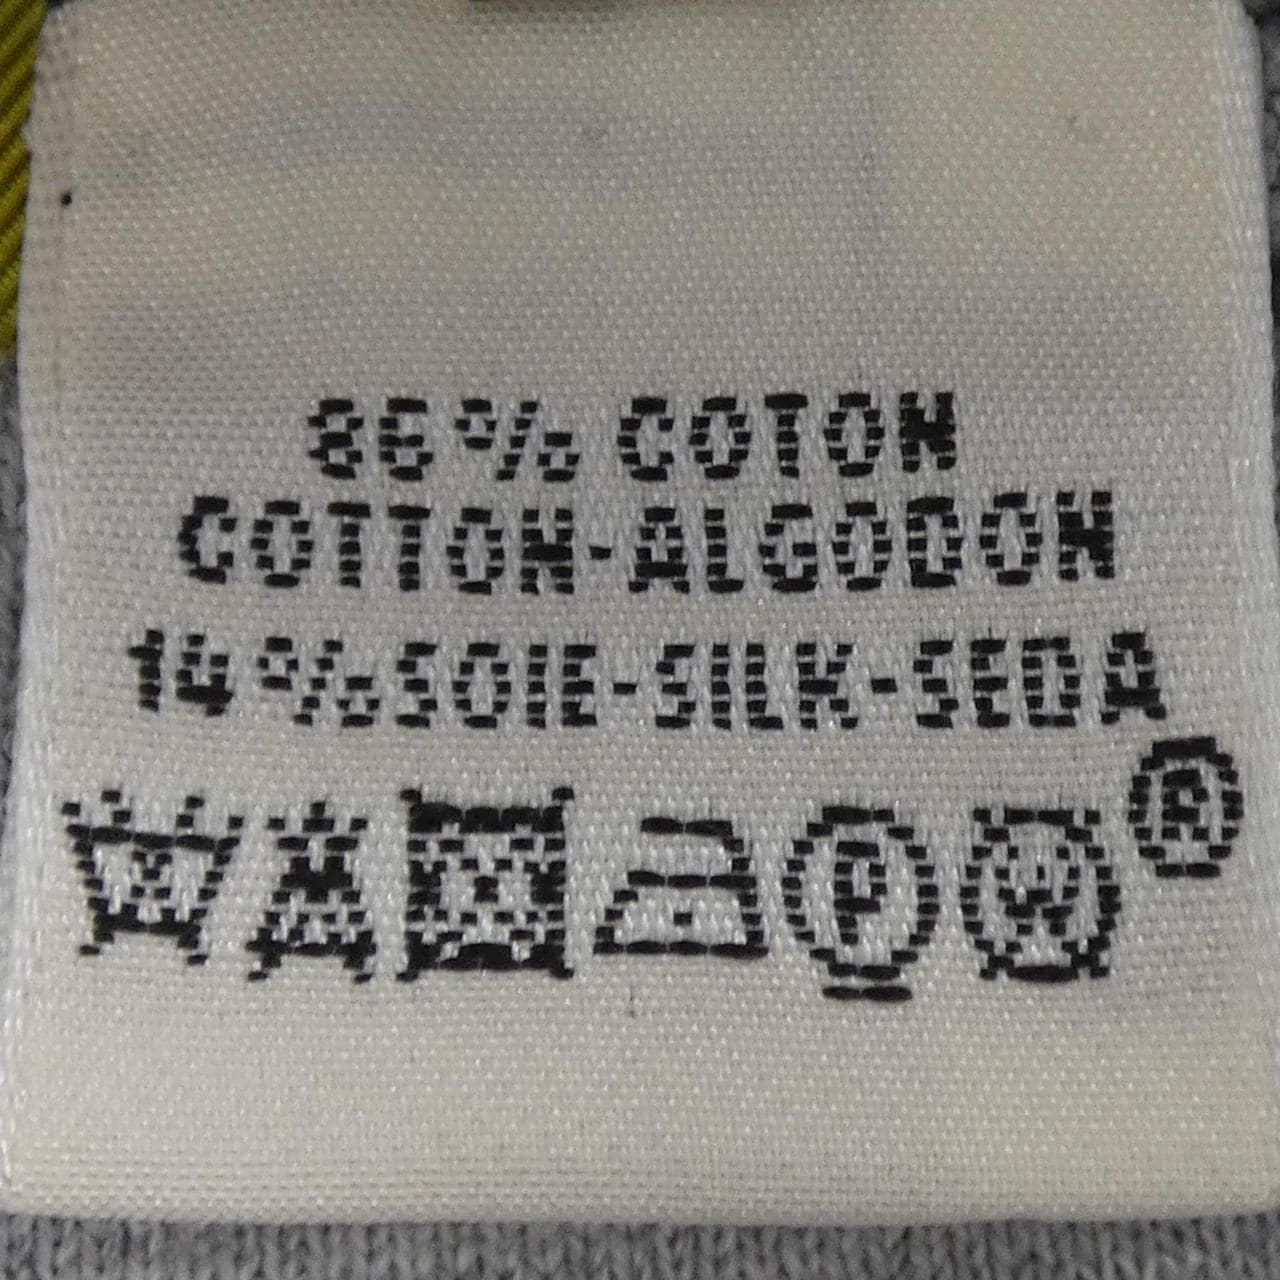 86% COTON
COTTON-ALGODON
14%SOIE-SILK-SEDA
P W ®